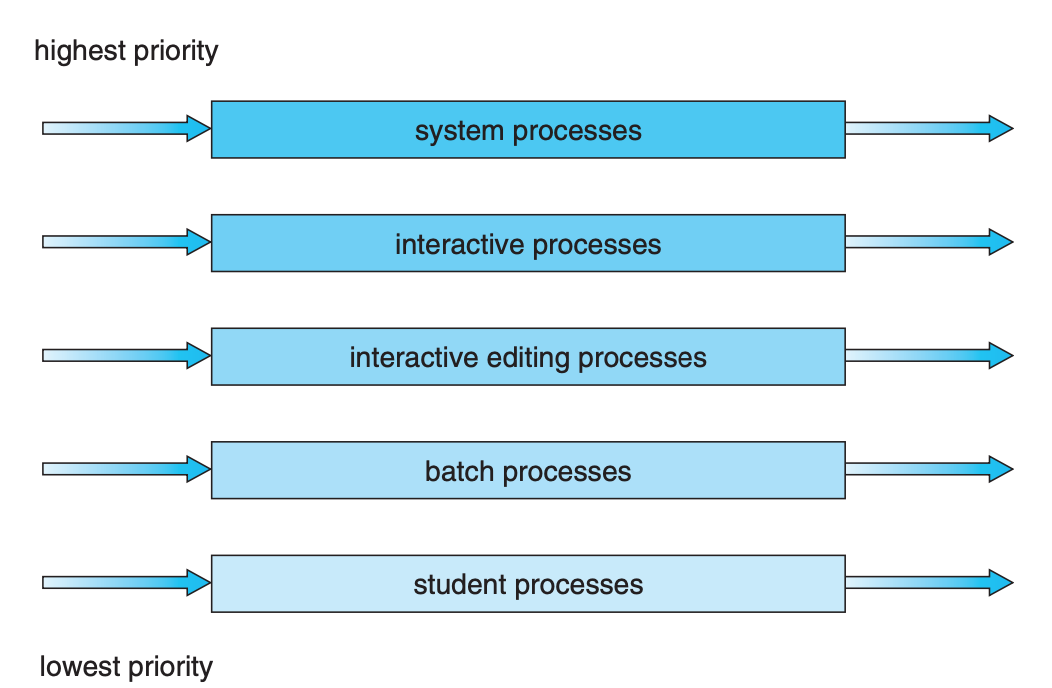 highest priority
system processes
interactive processes
interactive editing processes
batch processes
student processes
lowest priority